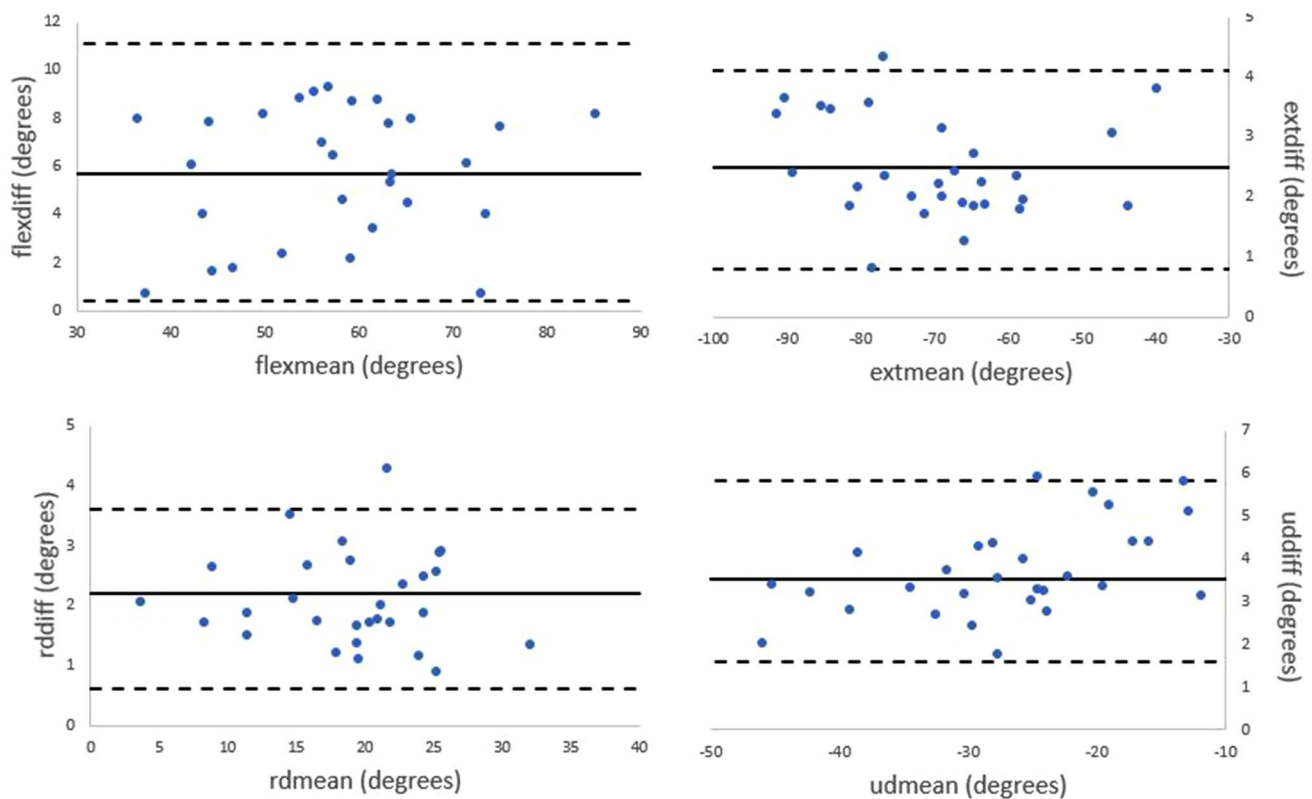 12
10
8
6
4
2
0
flexdiff (degrees)
30 40 50 60 70 80 90
flexmean (degrees)
5
4
3
2
1
0
extdiff (degrees)
-100 -90 -80 -70 -60 -50 -40 -30
extmean (degrees)
5
4
3
2
1
0
rddiff (degrees)
0 5 10 15 20 25 30 35 40
rdmean (degrees)
7
6
5
4
3
2
1
0
uddiff (degrees)
-50 -40 -30 -20 -10
udmean (degrees)